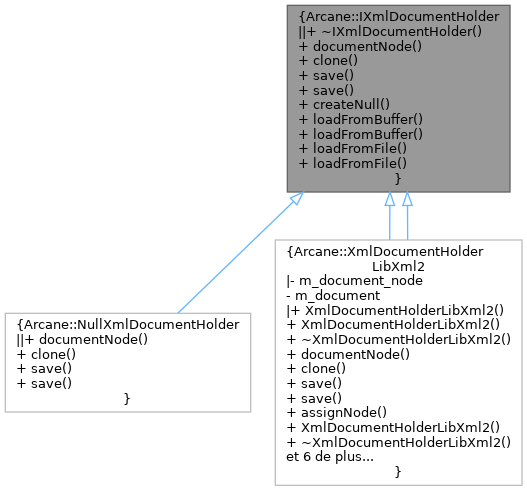 {Arcane::IXmlDocumentHolder
||+ ~IXmlDocumentHolder()
+ documentNode()
+ clone()
+ save()
+ save()
+ createNull()
+ loadFromBuffer()
+ loadFromBuffer()
+ loadFromFile()
+ loadFromFile()
}
{Arcane::NullXmlDocumentHolder
||+ documentNode()
+ clone()
+ save()
+ save()
}
{Arcane::XmlDocumentHolder
LibXml2
|- m_document_node
- m_document
|+ XmlDocumentHolderLibXml2()
+ XmlDocumentHolderLibXml2()
+ ~XmlDocumentHolderLibXml2()
+ documentNode()
+ clone()
+ save()
+ save()
+ assignNode()
+ XmlDocumentHolderLibXml2()
+ ~XmlDocumentHolderLibXml2()
et 6 de plus...
}